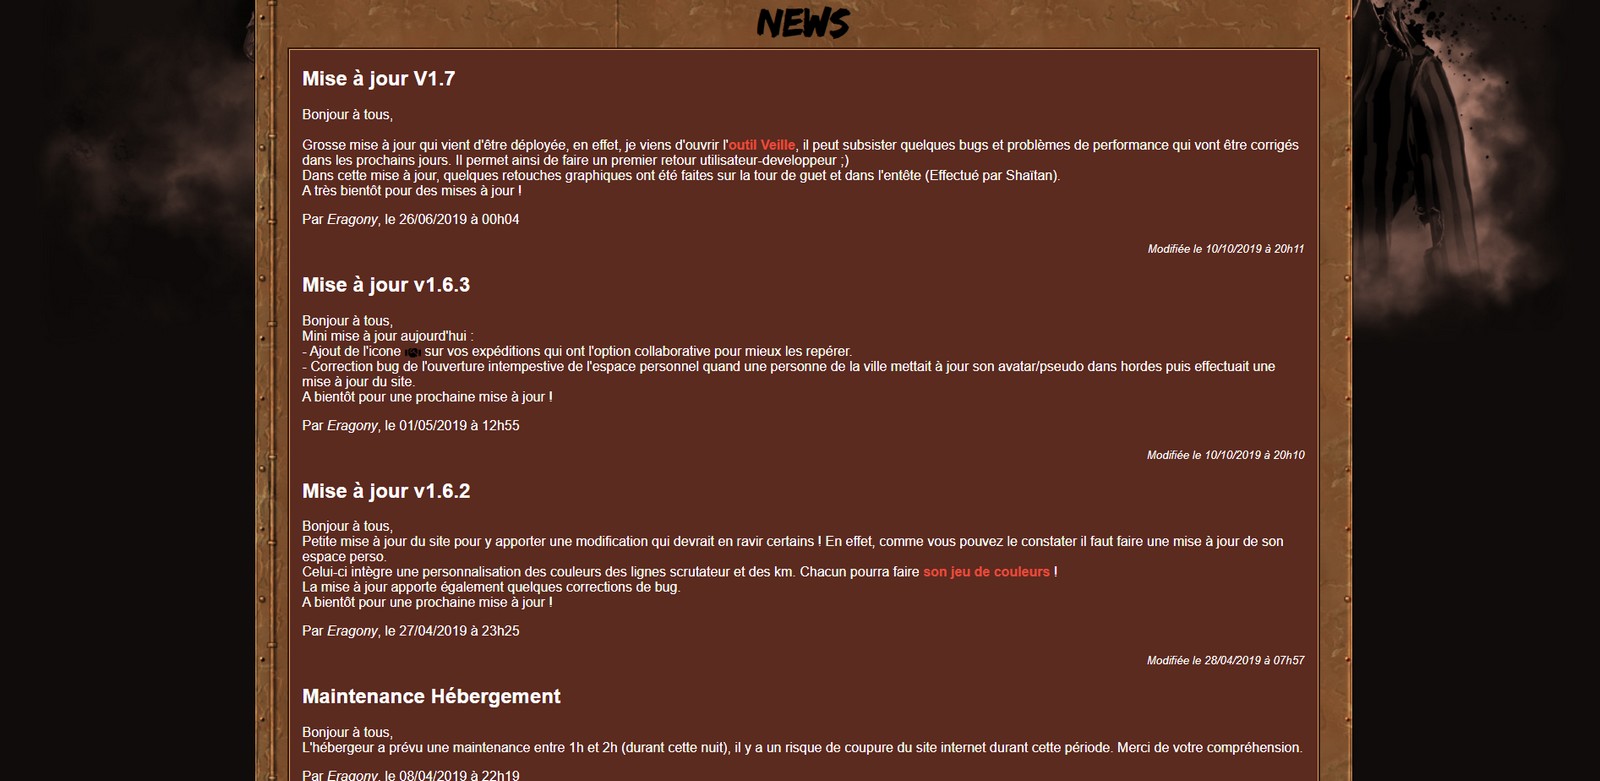 NEWS
Mise à jour V1.7
Bonjour à tous,
Grosse mise à jour qui vient d'être déployée, en effet, je viens d'ouvrir l'outil Veille, il peut subsister quelques bugs et problèmes de performance qui vont être corrigés
dans les prochains jours. Il permet ainsi de faire un premier retour utilisateur-developpeur ;)
Dans cette mise à jour, quelques retouches graphiques ont été faites sur la tour de guet et dans l'entête (Effectué par Shaïtan).
A très bientôt pour des mises à jour !
Par Eragony, le 26/06/2019 à 00h04
Modifiée le 10/10/2019 à 20h11
Mise à jour v1.6.3
Bonjour à tous,
Mini mise à jour aujourd'hui :
- Ajout de l'icone sur vos expéditions qui ont l'option collaborative pour mieux les repérer.
- Correction bug de l'ouverture intempestive de l'espace personnel quand une personne de la ville mettait à jour son avatar/pseudo dans hordes puis effectuait une
mise à jour du site.
A bientôt pour une prochaine mise à jour !
Par Eragony, le 01/05/2019 à 12h55
Modifiée le 10/10/2019 à 20h10
Mise à jour v1.6.2
Bonjour à tous,
Petite mise à jour du site pour y apporter une modification qui devrait en ravir certains ! En effet, comme vous pouvez le constater il faut faire une mise à jour de son
espace perso.
Celui-ci intègre une personnalisation des couleurs des lignes scrutateur et des km. Chacun pourra faire son jeu de couleurs !
La mise à jour apporte également quelques corrections de bug.
A bientôt pour une prochaine mise à jour !
Par Eragony, le 27/04/2019 à 23h25
Modifiée le 28/04/2019 à 07h57
Maintenance Hébergement
Bonjour à tous,
L'hébergeur a prévu une maintenance entre 1h et 2h (durant cette nuit), il y a un risque de coupure du site internet durant cette période. Merci de votre compréhension.
Par Eragony, le 08/04/2019 à 22h19